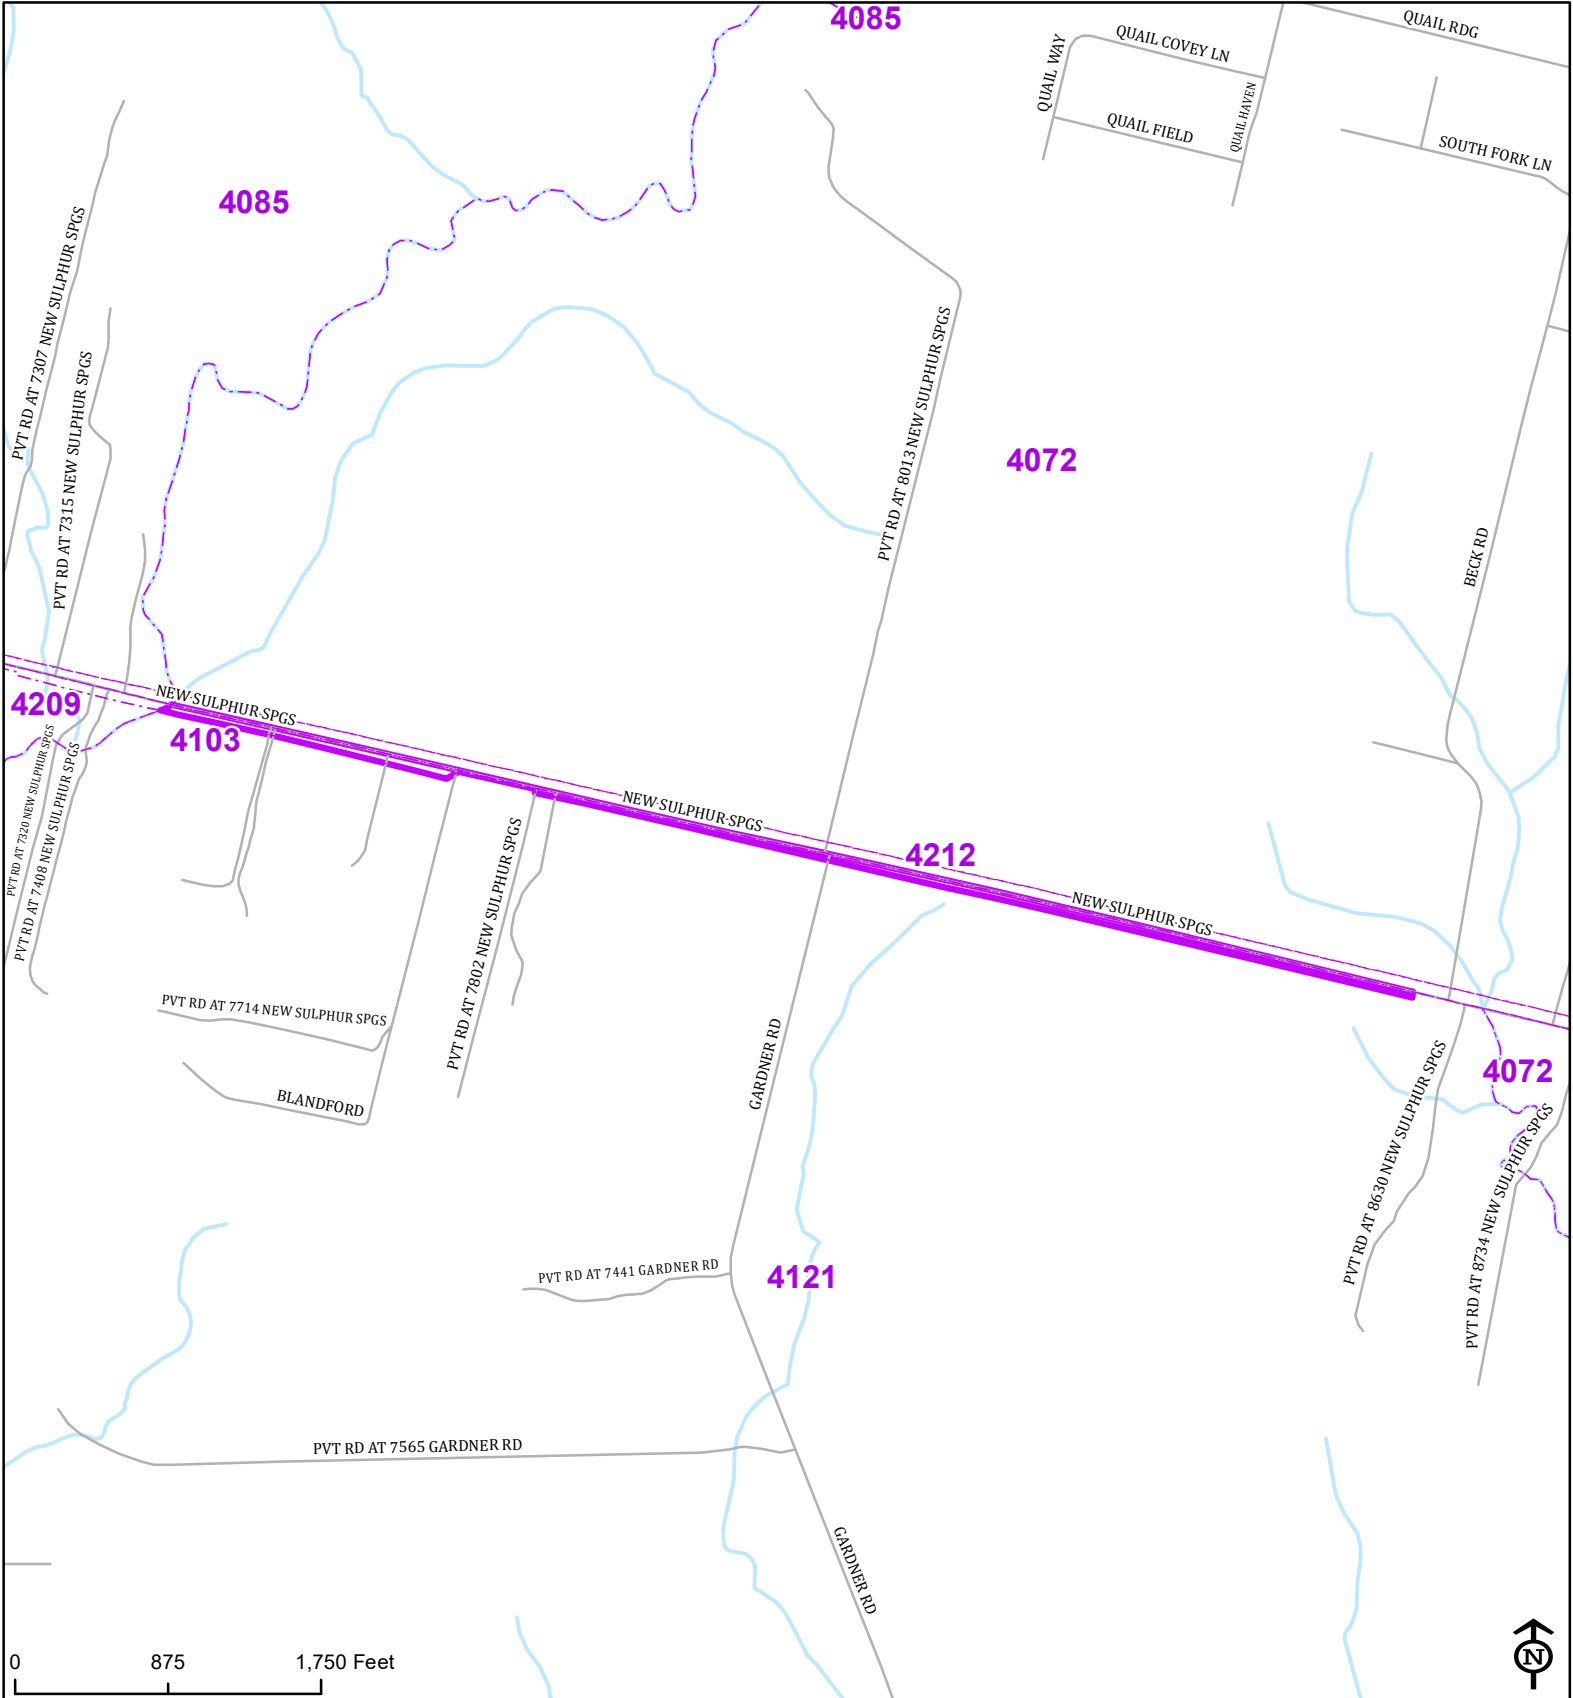 4085
QUAIL RDG
QUAIL COVEY LN
QUAIL WAY
QUAIL HAVEN
QUAIL FIELD
SOUTH FORK LN
4085
PVT RD AT 7307 NEW SULPHUR SPGS
PVT RD AT 7315 NEW SULPHUR SPGS
PVT RD AT 8013 NEW SULPHUR SPGS
4072
BECK RD
4209
NEW SULPHUR SPGS
4103
PVT RD AT 7320 NEW SULPHUR SPGS
PVT RD AT 7408 NEW SULPHUR SPGS
NEW SULPHUR SPGS
4212
NEW SULPHUR SPGS
PVT RD AT 7802 NEW SULPHUR SPGS
PVT RD AT 7714 NEW SULPHUR SPGS
GARDNER RD
4072
BLANDFORD
PVT RD AT 8630 NEW SULPHUR SPGS
PVT RD AT 8734 NEW SULPHUR SPGS
PVT RD AT 7441 GARDNER RD
4121
PVT RD AT 7565 GARDNER RD
GARDNER RD
0 875 1,750 Feet
N